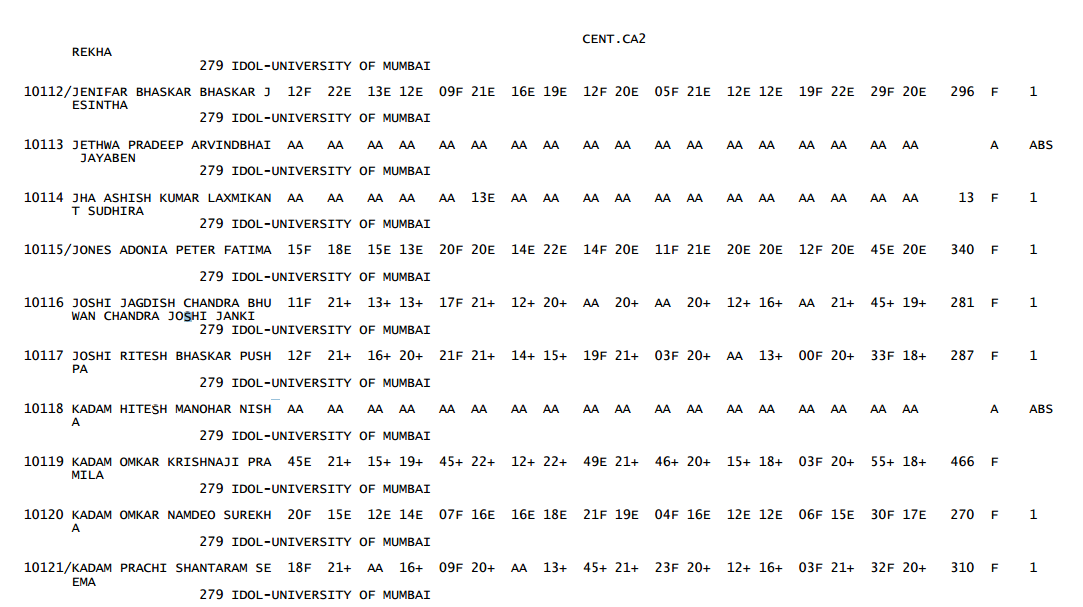 CENT.CA2
REKHA
279 IDOL-UNIVERSITY OF MUMBAI
10112/JENIFAR BHASKAR BHASKAR J 12F 22E 13E 12E 09F 21E 16E 19E 12F 20E 05F 21E 12E 12E 19F 22E 29F 20E 296 F 1
ESINTHA
279 IDOL-UNIVERSITY OF MUMBAI
10113 JETHWA PRADEEP ARVINDBHAI AA AA AA AA AA AA AA AA AA AA AA AA AA AA AA AA AA AA A ABS
JAYABEN
279 IDOL-UNIVERSITY OF MUMBAI
10114 JHA ASHISH KUMAR LAXMIKAN AA AA AA AA AA 13E AA AA AA AA AA AA AA AA AA AA AA AA 13 F 1
T SUDHIRA
279 IDOL-UNIVERSITY OF MUMBAI
10115/JONES ADONIA PETER FATIMA 15F 18E 15E 13E 20F 20E 14E 22E 14F 20E 11F 21E 20E 20E 12F 20E 45E 20E 340 F 1
279 IDOL-UNIVERSITY OF MUMBAI
10116 JOSHI JAGDISH CHANDRA BHU 11F 21+ 13+ 13+ 17F 21+ 12+ 20+ AA 20+ AA 20+ 12+ 16+ AA 21+ 45+ 19+ 281 F 1
WAN CHANDRA JOSHI JANKI
279 IDOL-UNIVERSITY OF MUMBAI
10117 JOSHI RITESH BHASKAR PUSH 12F 21+ 16+ 20+ 21F 21+ 14+ 15+ 19F 21+ 03F 20+ AA 13+ 00F 20+ 33F 18+ 287 F 1
PA
279 IDOL-UNIVERSITY OF MUMBAI
10118 KADAM HITESH MANOHAR NISH AA AA AA AA AA AA AA AA AA AA AA AA AA AA AA AA AA AA A ABS
A
279 IDOL-UNIVERSITY OF MUMBAI
10119 KADAM OMKAR KRISHNAJI PRA 45E 21+ 15+ 19+ 45+ 22+ 12+ 22+ 49E 21+ 46+ 20+ 15+ 18+ 03F 20+ 55+ 18+ 466 F
MILA
279 IDOL-UNIVERSITY OF MUMBAI
10120 KADAM OMKAR NAMDEO SUREKH 20F 15E 12E 14E 07F 16E 16E 18E 21F 19E 04F 16E 12E 12E 06F 15E 30F 17E 270 F 1
A
279 IDOL-UNIVERSITY OF MUMBAI
10121/KADAM PRACHI SHANTARAM SE 18F 21+ AA 16+ 09F 20+ AA 13+ 45+ 21+ 23F 20+ 12+ 16+ 03F 21+ 32F 20+ 310 F 1
EMA
279 IDOL-UNIVERSITY OF MUMBAI